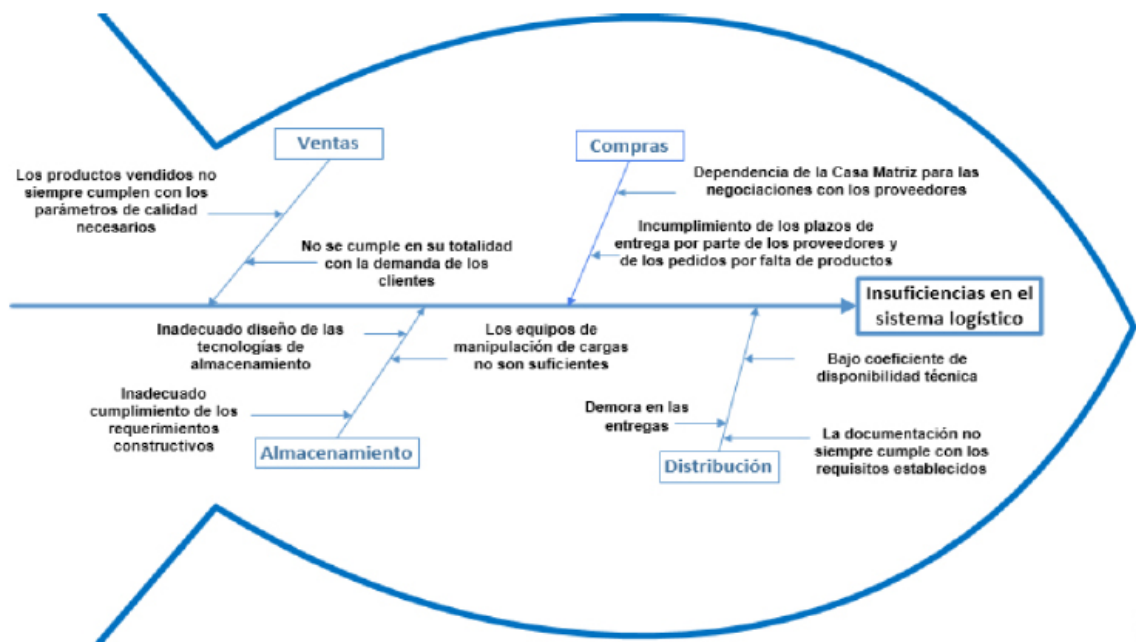 Ventas
Los productos vendidos no
siempre cumplen con los
parámetros de calidad
necesarios
No se cumple en su totalidad
con la demanda de los
clientes
Compras
Dependencia de la Casa Matriz para las
negociaciones con los proveedores
Incumplimiento de los plazos de
entrega por parte de los proveedores y
de los pedidos por falta de productos
Insuficiencias en el
sistema logístico
Inadecuado diseño de las
tecnologías de
almacenamiento
Los equipos de
manipulación de cargas
no son suficientes
Inadecuado
cumplimiento de los
requerimientos
constructivos
Almacenamiento
Bajo coeficiente de
disponibilidad técnica
Demora en las
entregas
La documentación no
siempre cumple con los
requisitos establecidos
Distribución